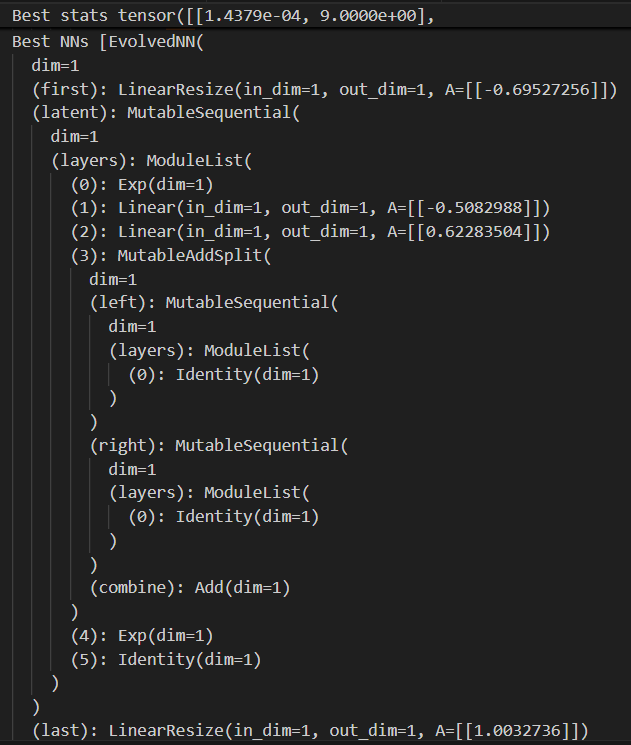 Best stats tensor([[1.4379e-04, 9.0000e+00],
Best NNs [EvolvedNN(
  dim=1
  (first): LinearResize(in_dim=1, out_dim=1, A=[[-0.69527256]])
  (latent): MutableSequential(
    dim=1
    (layers): ModuleList(
      (0): Exp(dim=1)
      (1): Linear(in_dim=1, out_dim=1, A=[[-0.5082988]])
      (2): Linear(in_dim=1, out_dim=1, A=[[0.62283504]])
      (3): MutableAddSplit(
        dim=1
        (left): MutableSequential(
          dim=1
          (layers): ModuleList(
            (0): Identity(dim=1)
          )
        )
        (right): MutableSequential(
          dim=1
          (layers): ModuleList(
            (0): Identity(dim=1)
          )
        )
        (combine): Add(dim=1)
      )
      (4): Exp(dim=1)
      (5): Identity(dim=1)
    )
  )
  (last): LinearResize(in_dim=1, out_dim=1, A=[[1.0032736]])